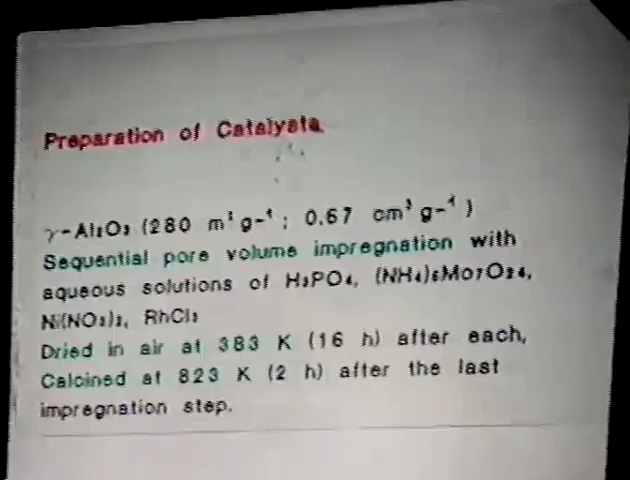 Preparation of Catalysts
γ-Al₂O₃ (280 m² g-¹ ; 0.67 cm³ g-¹ )
Sequential pore volume impregnation with
aqueous solutions of H₃PO₄, (NH₄)₆Mo₇O₂₄,
Ni(NO₃)₂, RhCl₃
Dried in air at 383 K (16 h) after each,
Calcined at 823 K (2 h) after the last
impregnation step.